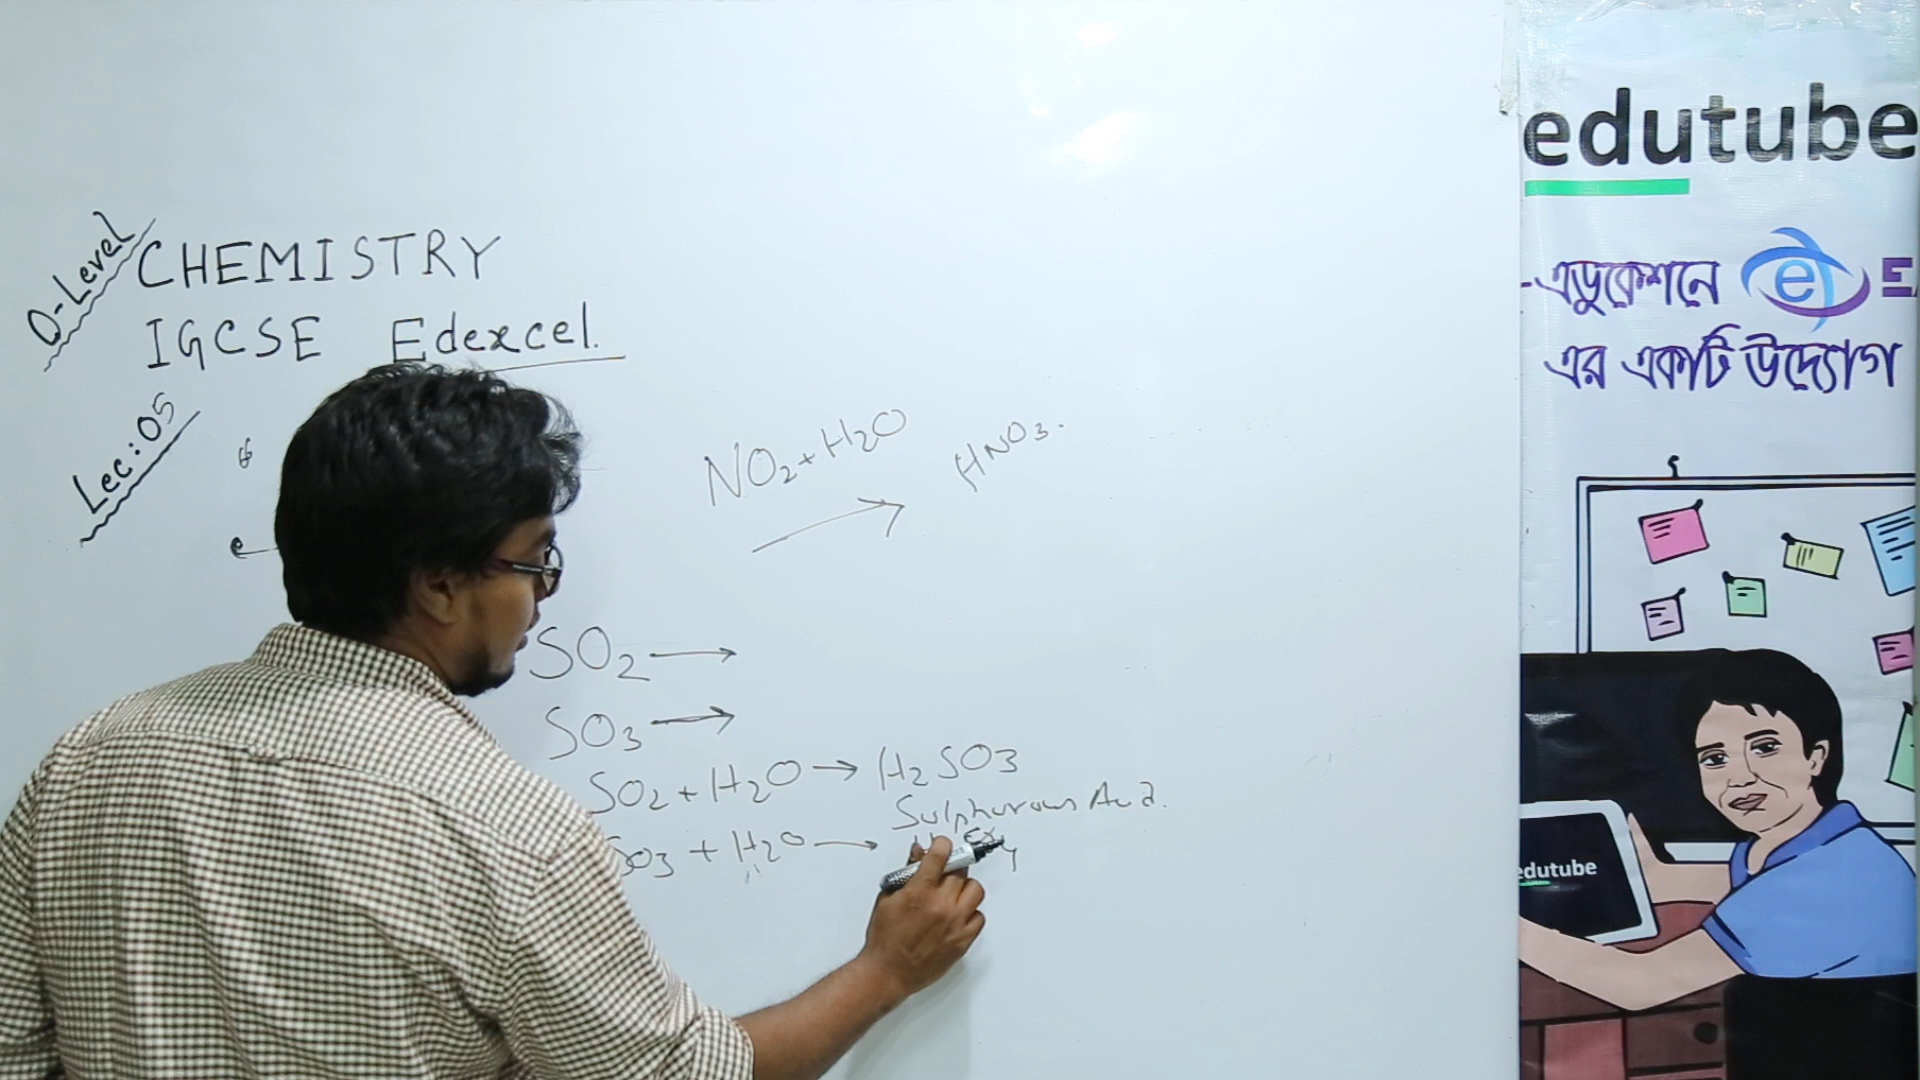 O-Level
CHEMISTRY
IGCSE Edexcel.
Lec: 05
NO2 + H2O
HNO3.
SO2 →
SO3 →
SO2 + H2O → H2SO3
Sulphurous Acid.
SO3 + H2O →
edutube
-এডুকেশনে
এর একটি উদ্যোগ
edutube